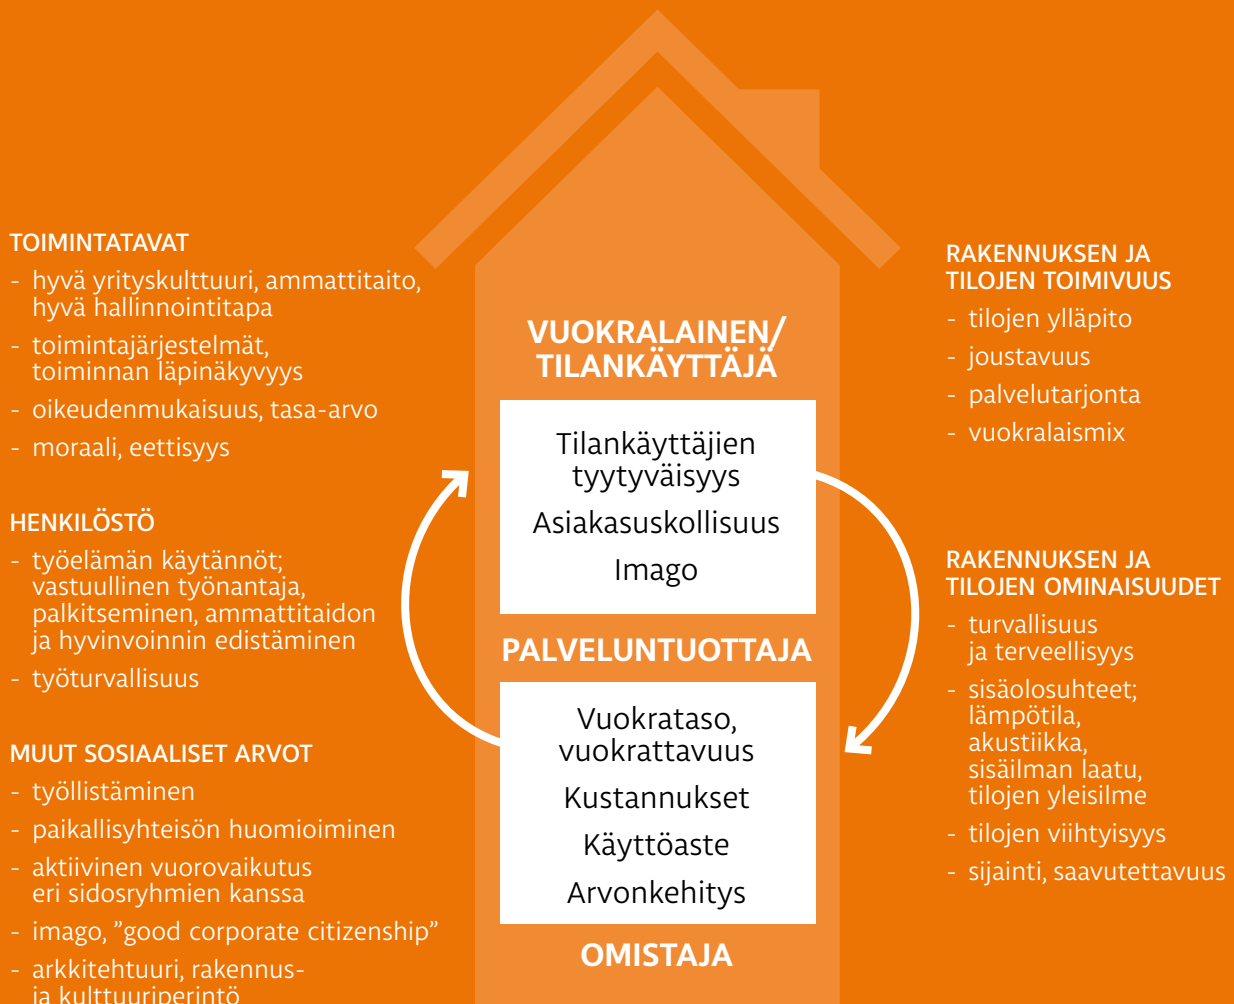 TOIMINTATAVAT
- hyvä yrityskulttuuri, ammattitaito,
hyvä hallinnointitapa
- toimintajärjestelmät,
toiminnan läpinäkyvyys
- oikeudenmukaisuus, tasa-arvo
- moraali, eettisyys
HENKILÖSTÖ
- työelämän käytännöt;
vastuullinen työnantaja,
palkitseminen, ammattitaidon
ja hyvinvoinnin edistäminen
- työturvallisuus
MUUT SOSIAALISET ARVOT
- työllistäminen
- paikallisyhteisön huomioiminen
- aktiivinen vuorovaikutus
eri sidosryhmien kanssa
- imago, ”good corporate citizenship”
- arkkitehtuuri, rakennus-
ja kulttuuriperintö
VUOKRALAINEN/
TILANKÄYTTÄJÄ
Tilankäyttäjien
tyytyväisyys
Asiakasuskollisuus
Imago
PALVELUNTUOTTAJA
Vuokrataso,
vuokrattavuus
Kustannukset
Käyttöaste
Arvonkehitys
OMISTAJA
RAKENNUKSEN JA
TILOJEN TOIMIVUUS
- tilojen ylläpito
- joustavuus
- palvelutarjonta
- vuokralaismix
RAKENNUKSEN JA
TILOJEN OMINAISUUDET
- turvallisuus
ja terveellisyys
- sisäolosuhteet;
lämpötila,
akustiikka,
sisäilman laatu,
tilojen yleisilme
- tilojen viihtyisyys
- sijainti, saavutettavuus